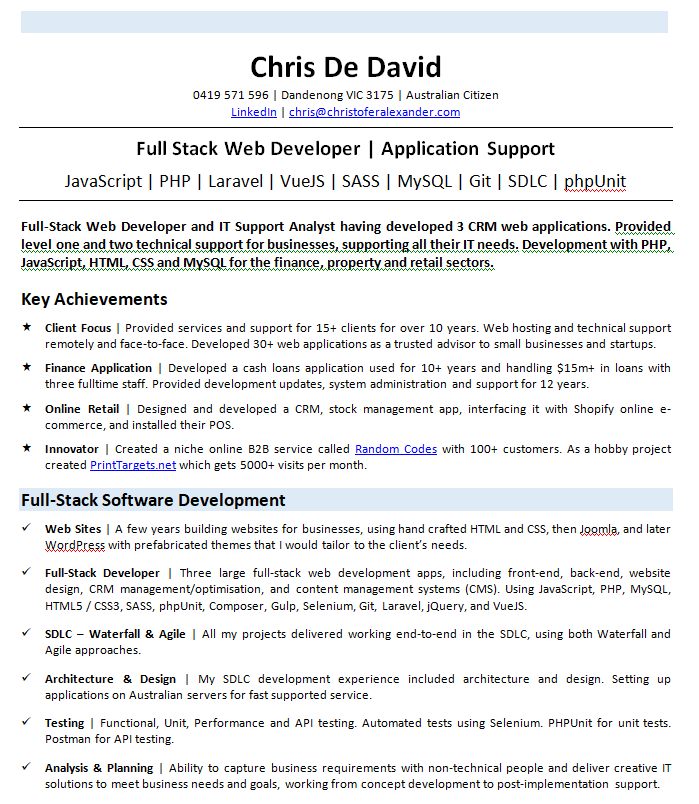 Chris De David
0419 571 596 | Dandenong VIC 3175 | Australian Citizen
LinkedIn | chris@christoferalexander.com
Full Stack Web Developer | Application Support
JavaScript | PHP | Laravel | VueJS | SASS | MySQL | Git | SDLC | phpUnit
Full-Stack Web Developer and IT Support Analyst having developed 3 CRM web applications. Provided
level one and two technical support for businesses, supporting all their IT needs. Development with PHP,
JavaScript, HTML, CSS and MySQL for the finance, property and retail sectors.
Key Achievements
★ Client Focus | Provided services and support for 15+ clients for over 10 years. Web hosting and technical support
remotely and face-to-face. Developed 30+ web applications as a trusted advisor to small businesses and startups.
★ Finance Application | Developed a cash loans application used for 10+ years and handling $15m+ in loans with
three fulltime staff. Provided development updates, system administration and support for 12 years.
★ Online Retail | Designed and developed a CRM, stock management app, interfacing it with Shopify online e-
commerce, and installed their POS.
★ Innovator | Created a niche online B2B service called Random Codes with 100+ customers. As a hobby project
created PrintTargets.net which gets 5000+ visits per month.
Full-Stack Software Development
✓ Web Sites | A few years building websites for businesses, using hand crafted HTML and CSS, then Joomla, and later
WordPress with prefabricated themes that I would tailor to the client's needs.
✓ Full-Stack Developer | Three large full-stack web development apps, including front-end, back-end, website
design, CRM management/optimisation, and content management systems (CMS). Using JavaScript, PHP, MySQL,
HTML5 / CSS3, SASS, phpUnit, Composer, Gulp, Selenium, Git, Laravel, jQuery, and VueJS.
✓ SDLC – Waterfall & Agile | All my projects delivered working end-to-end in the SDLC, using both Waterfall and
Agile approaches.
✓ Architecture & Design | My SDLC development experience included architecture and design. Setting up
applications on Australian servers for fast supported service.
✓ Testing | Functional, Unit, Performance and API testing. Automated tests using Selenium. PHPUnit for unit tests.
Postman for API testing.
✓ Analysis & Planning | Ability to capture business requirements with non-technical people and deliver creative IT
solutions to meet business needs and goals, working from concept development to post-implementation support.